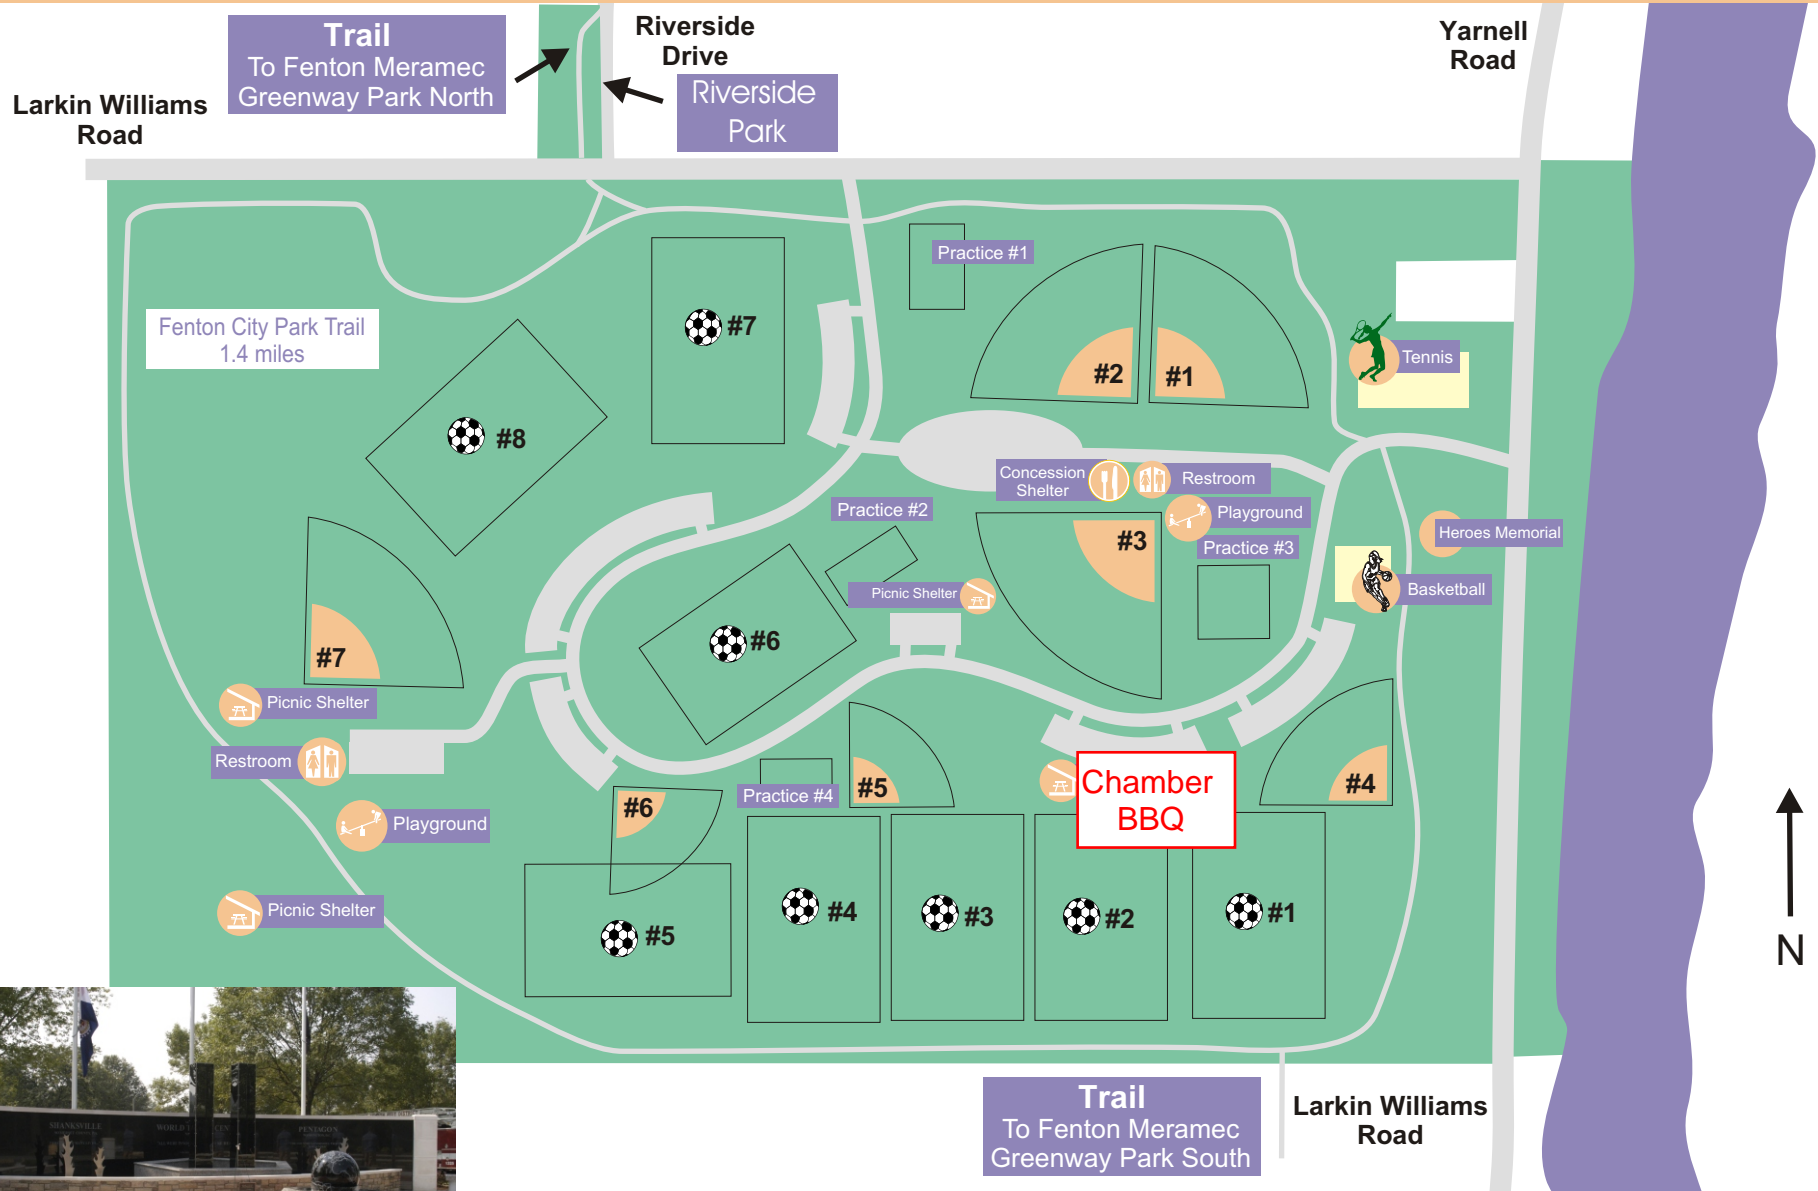 Trail
To Fenton Meramec
Greenway Park North
Riverside
Drive
Riverside
Park
Yarnell
Road
Larkin Williams
Road
Practice #1
Fenton City Park Trail
1.4 miles
#7
#8
#2
#1
Tennis
Concession
Shelter
Restroom
Playground
Practice #2
Practice #3
#3
Heroes Memorial
Picnic Shelter
Basketball
#6
#7
Picnic Shelter
Restroom
Playground
Picnic Shelter
#6
Practice #4
#5
Chamber
BBQ
#4
#5
#4
#3
#2
#1
N
SHANKSVILLE
WORLD
PENTAGON
Trail
To Fenton Meramec
Greenway Park South
Larkin Williams
Road